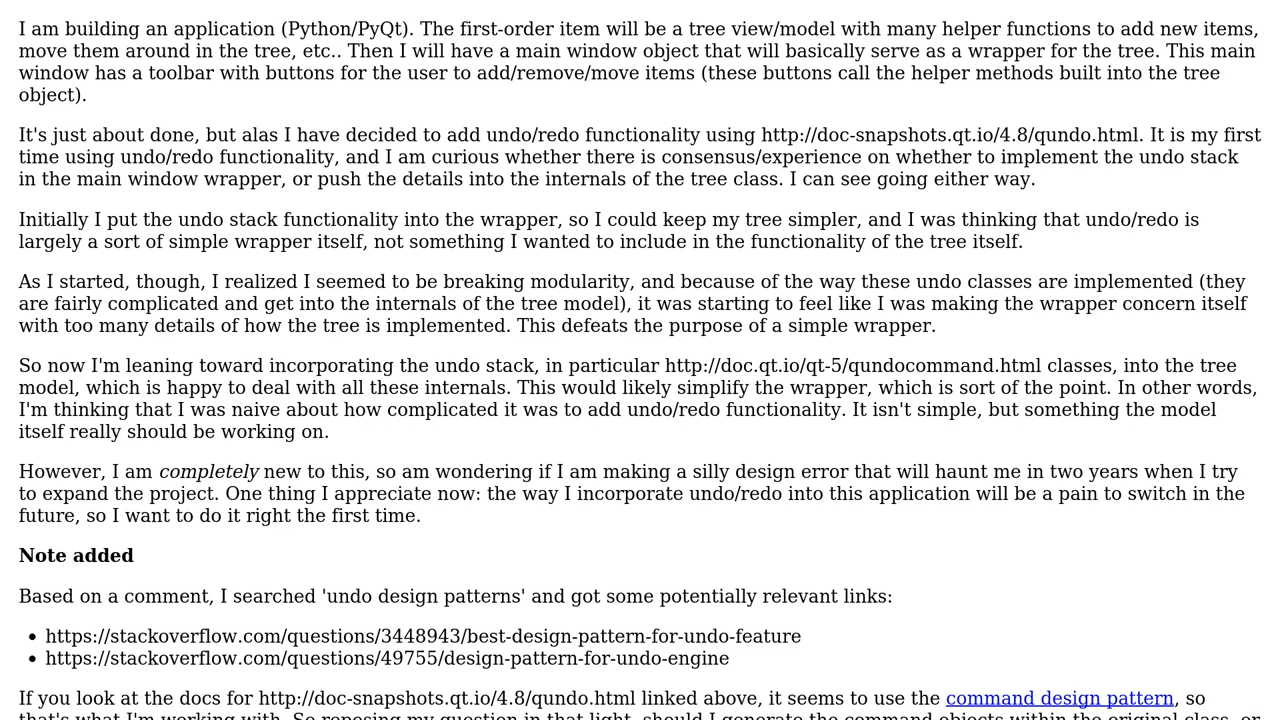 I am building an application (Python/PyQt). The first-order item will be a tree view/model with many helper functions to add new items,
move them around in the tree, etc.. Then I will have a main window object that will basically serve as a wrapper for the tree. This main
window has a toolbar with buttons for the user to add/remove/move items (these buttons call the helper methods built into the tree
object).
It's just about done, but alas I have decided to add undo/redo functionality using http://doc-snapshots.qt.io/4.8/qundo.html. It is my first
time using undo/redo functionality, and I am curious whether there is consensus/experience on whether to implement the undo stack
in the main window wrapper, or push the details into the internals of the tree class. I can see going either way.
Initially I put the undo stack functionality into the wrapper, so I could keep my tree simpler, and I was thinking that undo/redo is
largely a sort of simple wrapper itself, not something I wanted to include in the functionality of the tree itself.
As I started, though, I realized I seemed to be breaking modularity, and because of the way these undo classes are implemented (they
are fairly complicated and get into the internals of the tree model), it was starting to feel like I was making the wrapper concern itself
with too many details of how the tree is implemented. This defeats the purpose of a simple wrapper.
So now I'm leaning toward incorporating the undo stack, in particular http://doc.qt.io/qt-5/qundocommand.html classes, into the tree
model, which is happy to deal with all these internals. This would likely simplify the wrapper, which is sort of the point. In other words,
I'm thinking that I was naive about how complicated it was to add undo/redo functionality. It isn't simple, but something the model
itself really should be working on.
However, I am completely new to this, so am wondering if I am making a silly design error that will haunt me in two years when I try
to expand the project. One thing I appreciate now: the way I incorporate undo/redo into this application will be a pain to switch in the
future, so I want to do it right the first time.
Note added
Based on a comment, I searched 'undo design patterns' and got some potentially relevant links:
• https://stackoverflow.com/questions/3448943/best-design-pattern-for-undo-feature
• https://stackoverflow.com/questions/49755/design-pattern-for-undo-engine
If you look at the docs for http://doc-snapshots.qt.io/4.8/qundo.html linked above, it seems to use the command design pattern, so
that's what I'm working with. So reposing my question in that light, should I generate the command objects within the original class, or